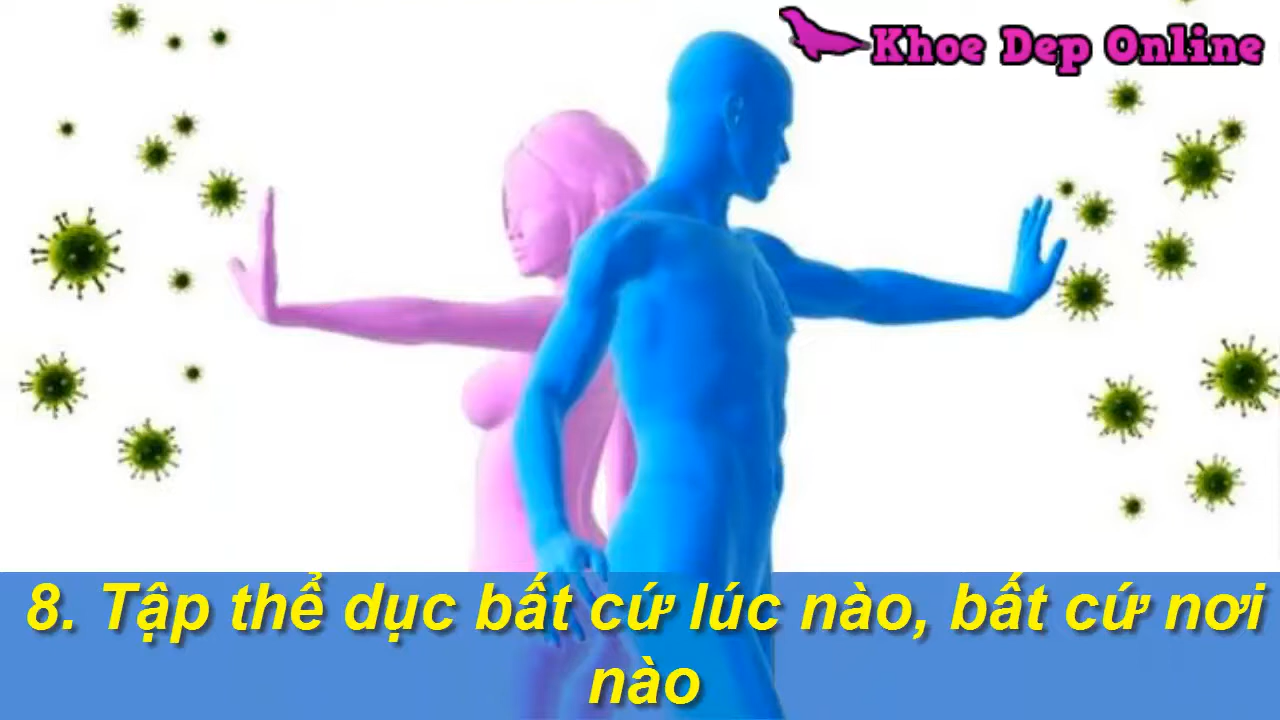 Khoe Dep Online
8. Tập thể dục bất cứ lúc nào, bất cứ nơi
nào